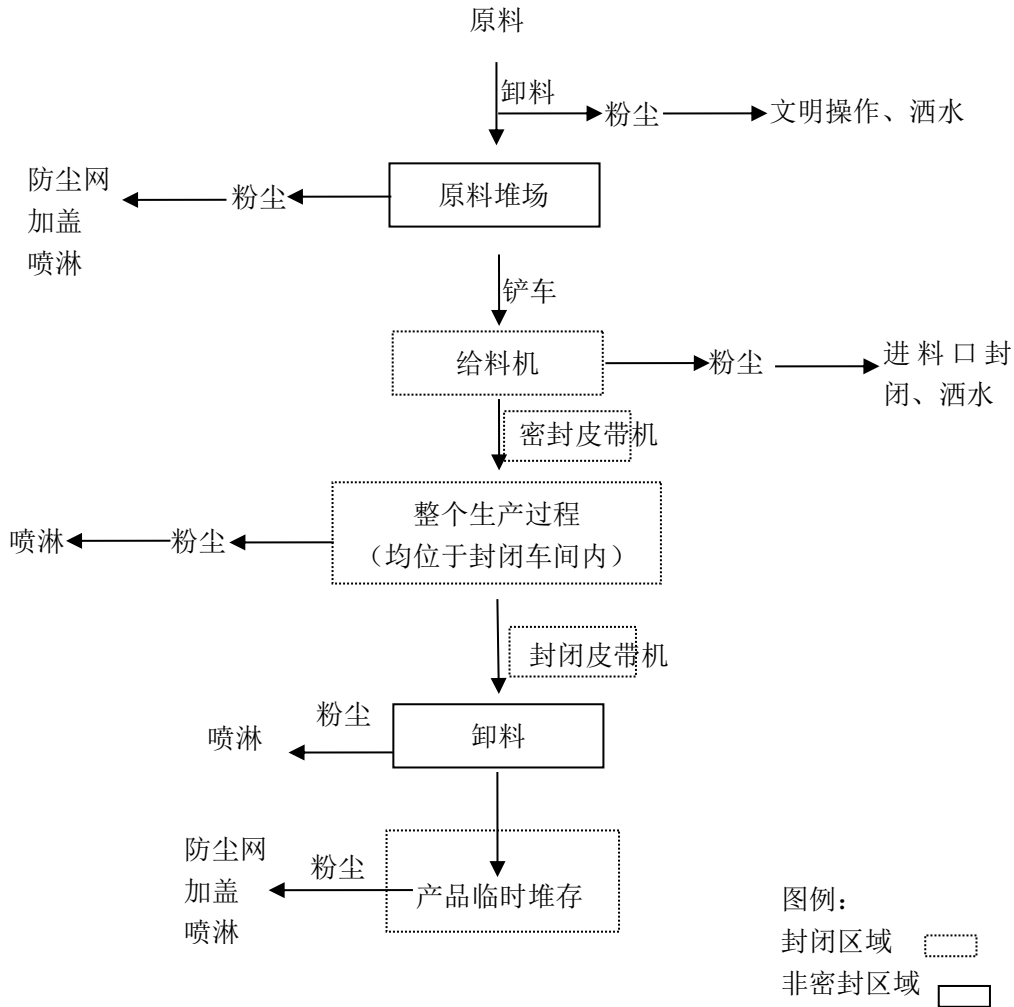 原料
卸料
粉尘
文明操作、洒水
防尘网
加盖
喷淋
粉尘
原料堆场
铲车
给料机
粉尘
进料口封
闭、洒水
密封皮带机
整个生产过程
（均位于封闭车间内）
喷淋
粉尘
封闭皮带机
粉尘
喷淋
卸料
防尘网
加盖
喷淋
粉尘
产品临时堆存
图例：
封闭区域
非密封区域